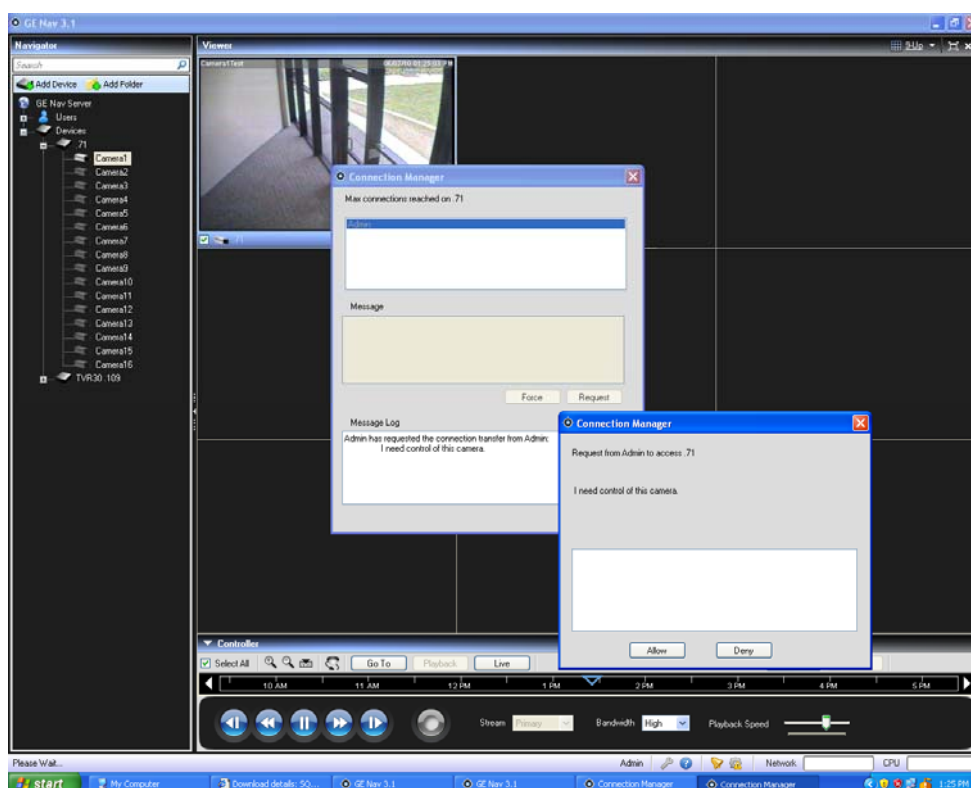 GE Nav 3.1
Navigator
Viewer
9-Up
Search
Add Device
Add Folder
GE Nav Server
Users
Devices
.71
Camera1
Camera2
Camera3
Camera4
Camera5
Camera6
Camera7
Camera8
Camera9
Camera10
Camera11
Camera12
Camera13
Camera14
Camera15
Camera16
TVR30 .109
Camera1Test
.71
Connection Manager
Max connections reached on .71
Admin
Message
Force
Request
Message Log
Admin has requested the connection transfer from Admin:
I need control of this camera.
Connection Manager
Request from Admin to access .71
I need control of this camera.
Allow
Deny
Controller
Select All
Go To
Playback
Live
10 AM
11 AM
12 PM
1 PM
2 PM
3 PM
4 PM
5 PM
Stream
Primary
Bandwidth
High
Playback Speed
Please Wait...
Admin
Network
CPU
start
My Computer
Download details: SQ...
GE Nav 3.1
GE Nav 3.1
Connection Manager
Connection Manager
1:25 PM